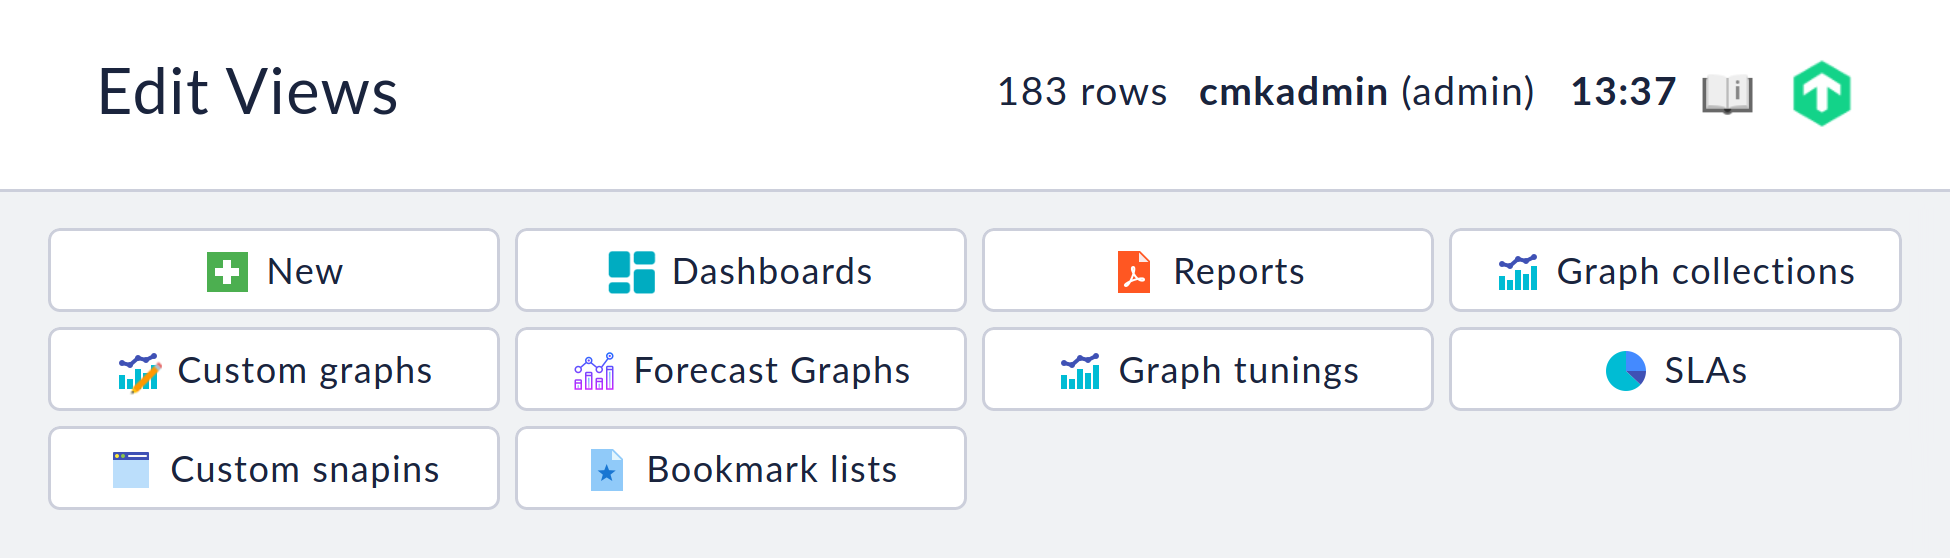 Edit Views 183 rows cmkadmin (admin) 13:37
New Dashboards Reports Graph collections
Custom graphs Forecast Graphs Graph tunings SLAs
Custom snapins Bookmark lists